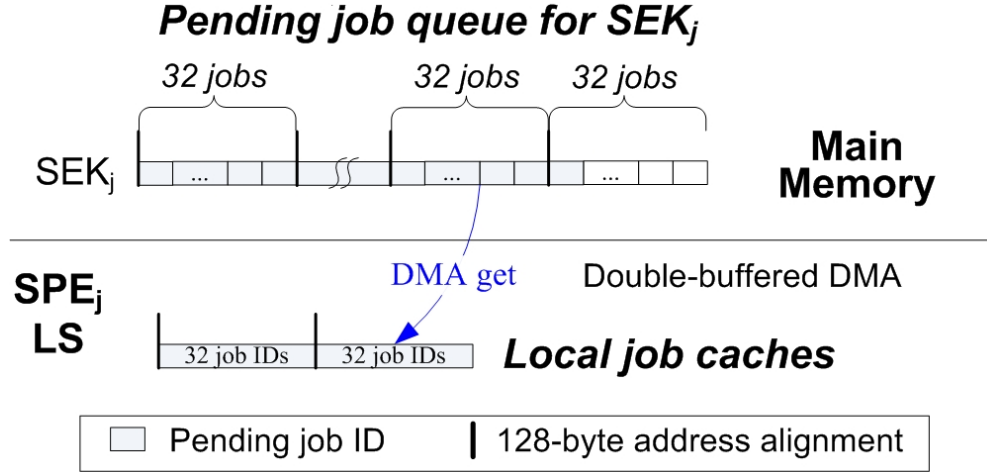 Pending job queue for SEKj
32 jobs 32 jobs 32 jobs
SEKj ... ... ... Main
Memory
DMA get Double-buffered DMA
SPEj
LS
32 job IDs 32 job IDs Local job caches
Pending job ID 128-byte address alignment